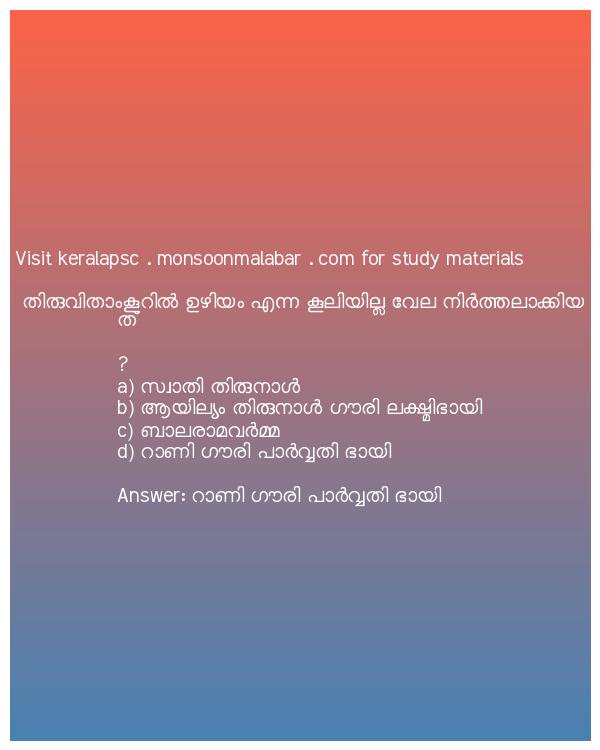 Visit keralapsc . monsoonmalabar . com for study materials
തിരുവിതാംകൂറിൽ ഉഴിയം എന്ന കൂലിയില്ല വേല നിർത്തലാക്കിയ
ത്
?
a) സ്വാതി തിരുനാൾ
b) ആയില്യം തിരുനാൾ ഗൗരി ലക്ഷ്മിഭായി
c) ബാലരാമവർമ്മ
d) റാണി ഗൗരി പാർവ്വതി ഭായി
Answer: റാണി ഗൗരി പാർവ്വതി ഭായി